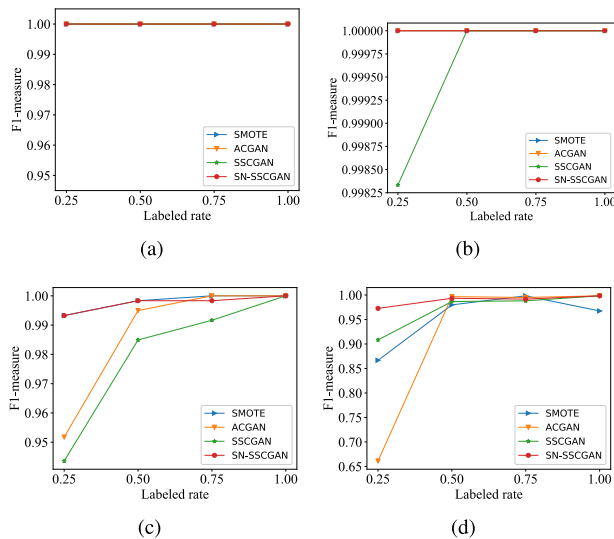 1.00
0.99
0.98
0.97
0.96
0.95
F1-measure
SMOTE
ACGAN
SSCGAN
SN-SSCGAN
0.25 0.50 0.75 1.00
Labeled rate
(a)
1.00000
0.99975
0.99950
0.99925
0.99900
0.99875
0.99850
0.99825
F1-measure
SMOTE
ACGAN
SSCGAN
SN-SSCGAN
0.25 0.50 0.75 1.00
Labeled rate
(b)
1.00
0.99
0.98
0.97
0.96
0.95
F1-measure
SMOTE
ACGAN
SSCGAN
SN-SSCGAN
0.25 0.50 0.75 1.00
Labeled rate
(c)
1.00
0.95
0.90
0.85
0.80
0.75
0.70
0.65
F1-measure
SMOTE
ACGAN
SSCGAN
SN-SSCGAN
0.25 0.50 0.75 1.00
Labeled rate
(d)